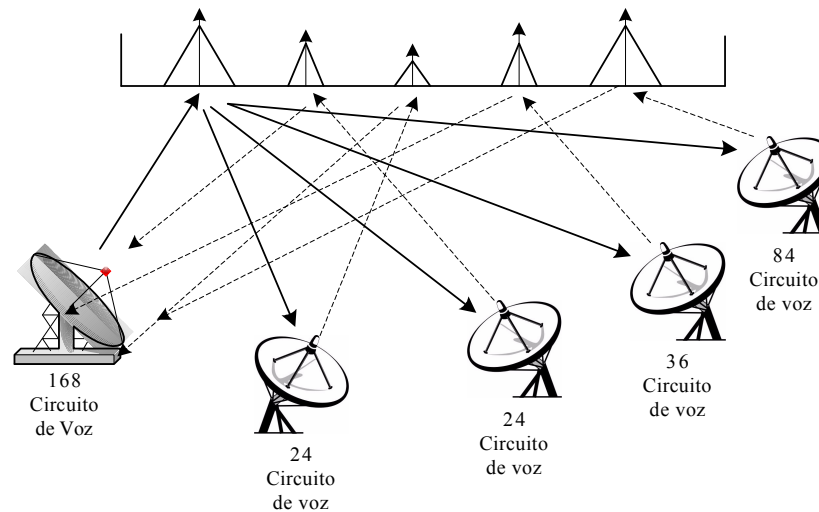 168
Circuito
de Voz
24
Circuito
de voz
24
Circuito
de voz
36
Circuito
de voz
84
Circuito
de voz